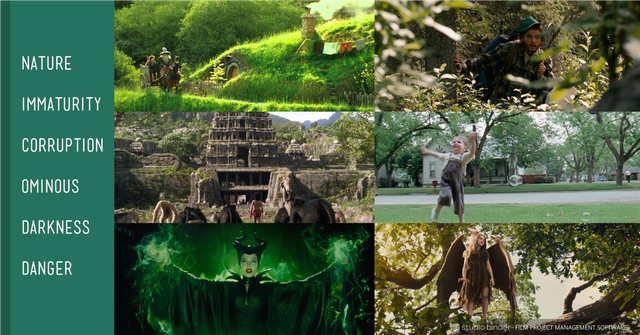 NATURE
IMMATURITY
CORRUPTION
OMINOUS
DARKNESS
DANGER
studio binder - FILM PROJECT MANAGEMENT SOFTWARE